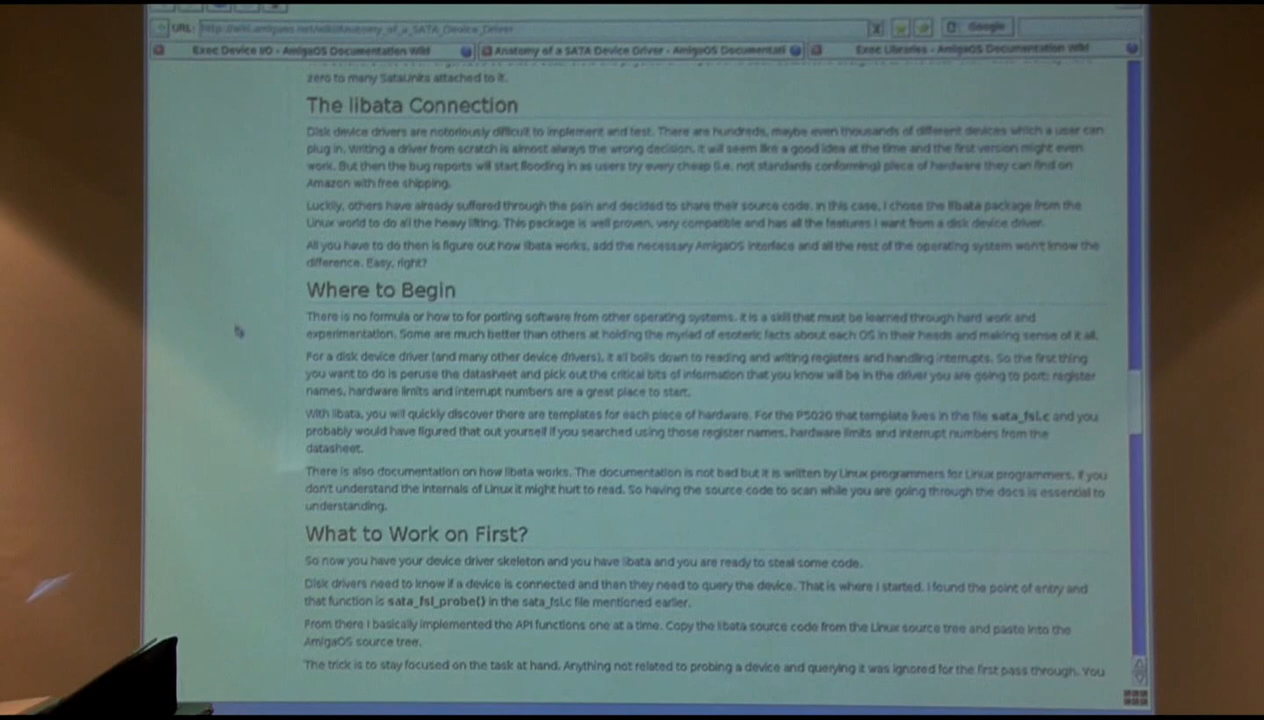 URL: http://wiki.amigaos.net/wiki/Anatomy_of_a_SATA_Device_Driver
Google
Exec Device I/O - AmigaOS Documentation Wiki
Anatomy of a SATA Device Driver - AmigaOS Documentati
Exec Libraries - AmigaOS Documentation Wiki
zero to many SataUnits attached to it.
The libata Connection
Disk device drivers are notoriously difficult to implement and test. There are hundreds, maybe even thousands of different devices which a user can
plug in. Writing a driver from scratch is almost always the wrong decision. It will seem like a good idea at the time and the first version might even
work. But then the bug reports will start flooding in as users try every cheap (i.e. not standards conforming) piece of hardware they can find on
Amazon with free shipping.
Luckily, others have already suffered through the pain and decided to share their source code. In this case, I chose the libata package from the
Linux world to do all the heavy lifting. This package is well proven, very compatible and has all the features I want from a disk device driver.
All you have to do then is figure out how libata works, add the necessary AmigaOS interface and all the rest of the operating system won't know the
difference. Easy, right?
Where to Begin
There is no formula or how to for porting software from other operating systems. It is a skill that must be learned through hard work and
experimentation. Some are much better than others at holding the myriad of esoteric facts about each OS in their heads and making sense of it all.
For a disk device driver (and many other device drivers), it all boils down to reading and writing registers and handling interrupts. So the first thing
you want to do is peruse the datasheet and pick out the critical bits of information that you know will be in the driver you are going to port: register
names, hardware limits and interrupt numbers are a great place to start.
With libata, you will quickly discover there are templates for each piece of hardware. For the P5020 that template lives in the file sata_fsl.c and you
probably would have figured that out yourself if you searched using those register names, hardware limits and interrupt numbers from the
datasheet.
There is also documentation on how libata works. The documentation is not bad but it is written by Linux programmers for Linux programmers. If you
don't understand the internals of Linux it might hurt to read. So having the source code to scan while you are going through the docs is essential to
understanding.
What to Work on First?
So now you have your device driver skeleton and you have libata and you are ready to steal some code.
Disk drivers need to know if a device is connected and then they need to query the device. That is where I started. I found the point of entry and
that function is sata_fsl_probe() in the sata_fsl.c file mentioned earlier.
From there I basically implemented the API functions one at a time. Copy the libata source code from the Linux source tree and paste into the
AmigaOS source tree.
The trick is to stay focused on the task at hand. Anything not related to probing a device and querying it was ignored for the first pass through. You